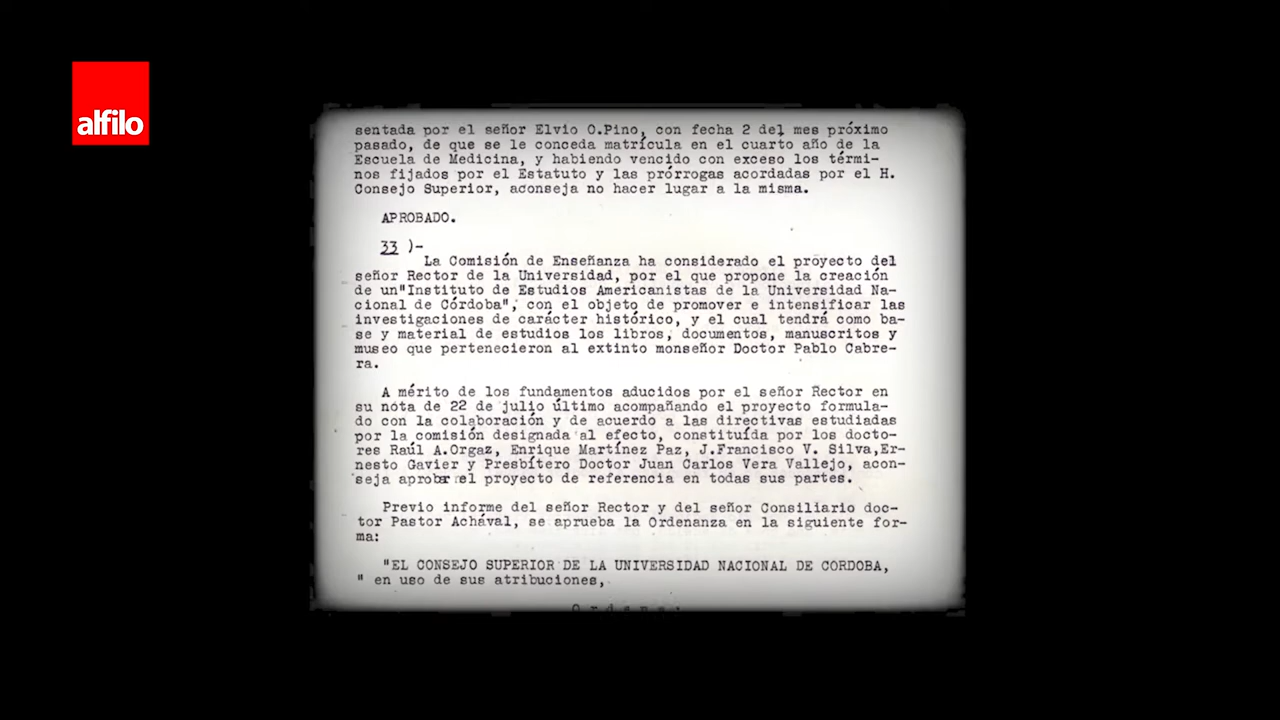 alfilo
sentada por el señor Elvio O.Pino, con fecha 2 del mes próximo
pasado, de que se le conceda matrícula en el cuarto año de la
Escuela de Medicina, y habiendo vencido con exceso los térmi-
nos fijados por el Estatuto y las prórrogas acordadas por el H.
Consejo Superior, aconseja no hacer lugar a la misma.
APROBADO.
33 )-
La Comisión de Enseñanza ha considerado el proyecto del
señor Rector de la Universidad, por el que propone la creación
de un"Instituto de Estudios Americanistas de la Universidad Na-
cional de Córdoba", con el objeto de promover e intensificar las
investigaciones de carácter histórico, y el cual tendrá como ba-
se y material de estudios los libros, documentos, manuscritos y
museo que pertenecieron al extinto monseñor Doctor Pablo Cabre-
ra.
A mérito de los fundamentos aducidos por el señor Rector en
su nota de 22 de julio último acompañando el proyecto formula-
do con la colaboración y de acuerdo a las directivas estudiadas
por la comisión designada al efecto, constituída por los docto-
res Raúl A.Orgaz, Enrique Martínez Paz, J.Francisco V. Silva,Er-
nesto Gavier y Presbítero Doctor Juan Carlos Vera Vallejo, acon-
seja aprobar el proyecto de referencia en todas sus partes.
Previo informe del señor Rector y del señor Consiliario doc-
tor Pastor Achával, se aprueba la Ordenanza en la siguiente for-
ma:
"EL CONSEJO SUPERIOR DE LA UNIVERSIDAD NACIONAL DE CORDOBA,
" en uso de sus atribuciones,
O r d e n a :